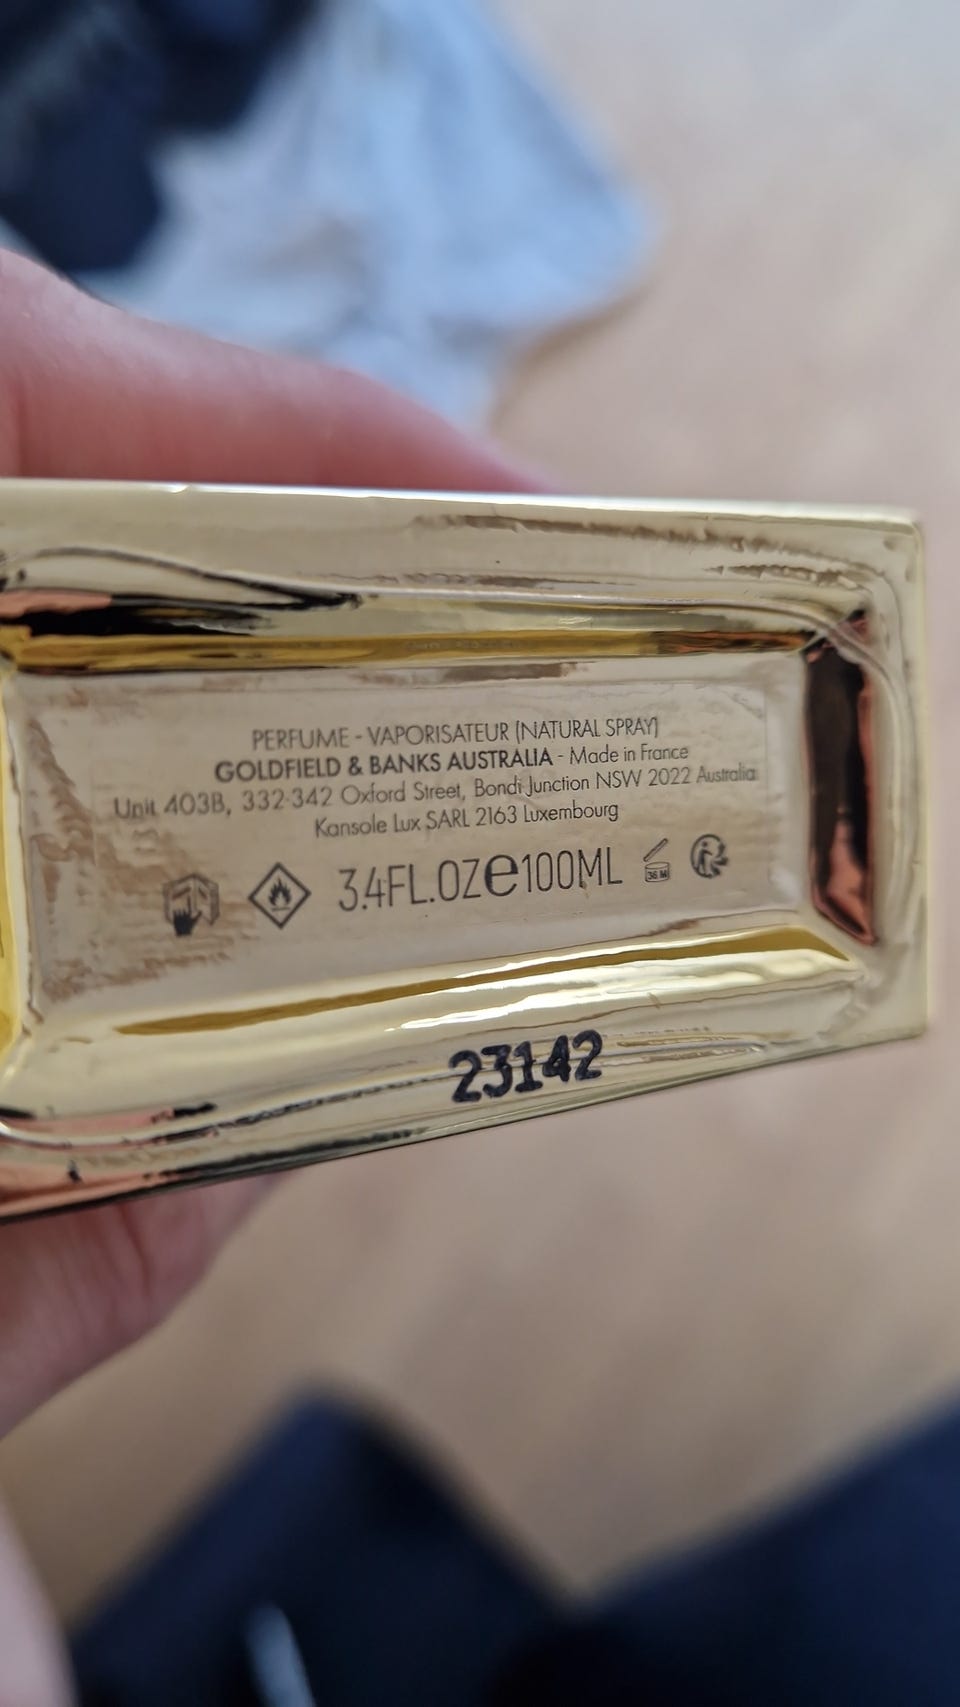 PERFUME - VAPORISATEUR (NATURAL SPRAY)
GOLDFIELD & BANKS AUSTRALIA - Made in France
Unit 403B, 332-342 Oxford Street, Bondi Junction NSW 2022 Australia
Kansole Lux SARL 2163 Luxembourg
3.4FL.OZ e 100ML 36 M
23142